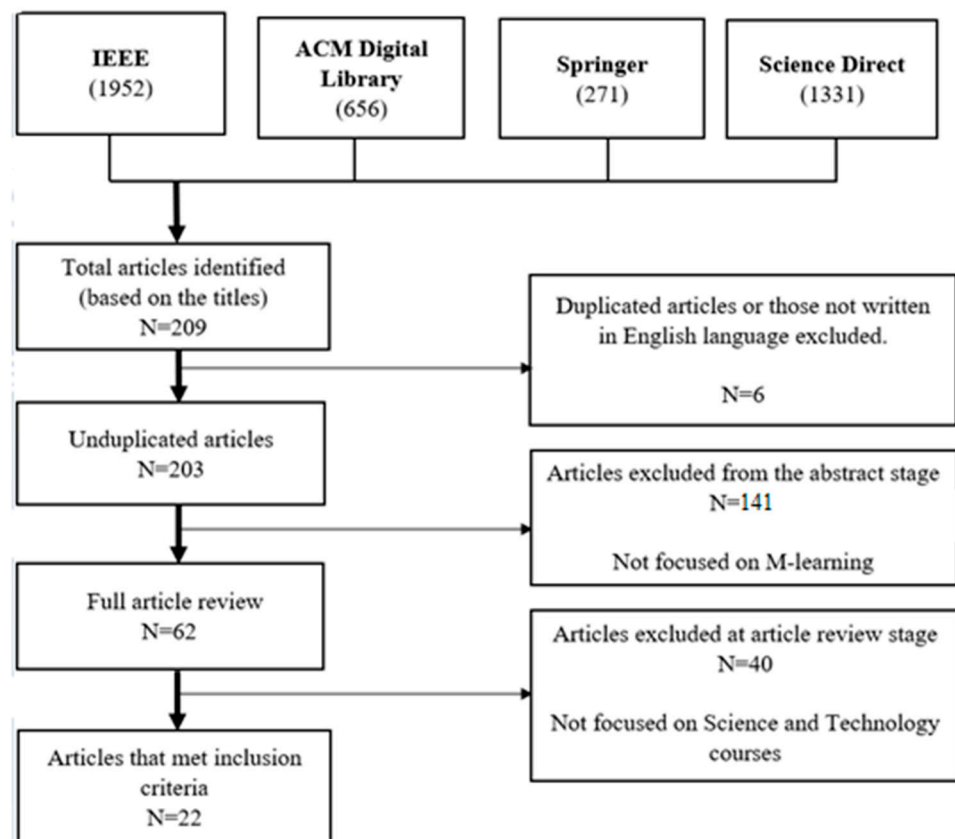 IEEE
(1952)
ACM Digital
Library
(656)
Springer
(271)
Science Direct
(1331)
Total articles identified
(based on the titles)
N=209
Duplicated articles or those not written
in English language excluded.
N=6
Unduplicated articles
N=203
Articles excluded from the abstract stage
N=141
Not focused on M-learning
Full article review
N=62
Articles excluded at article review stage
N=40
Not focused on Science and Technology
courses
Articles that met inclusion
criteria
N=22